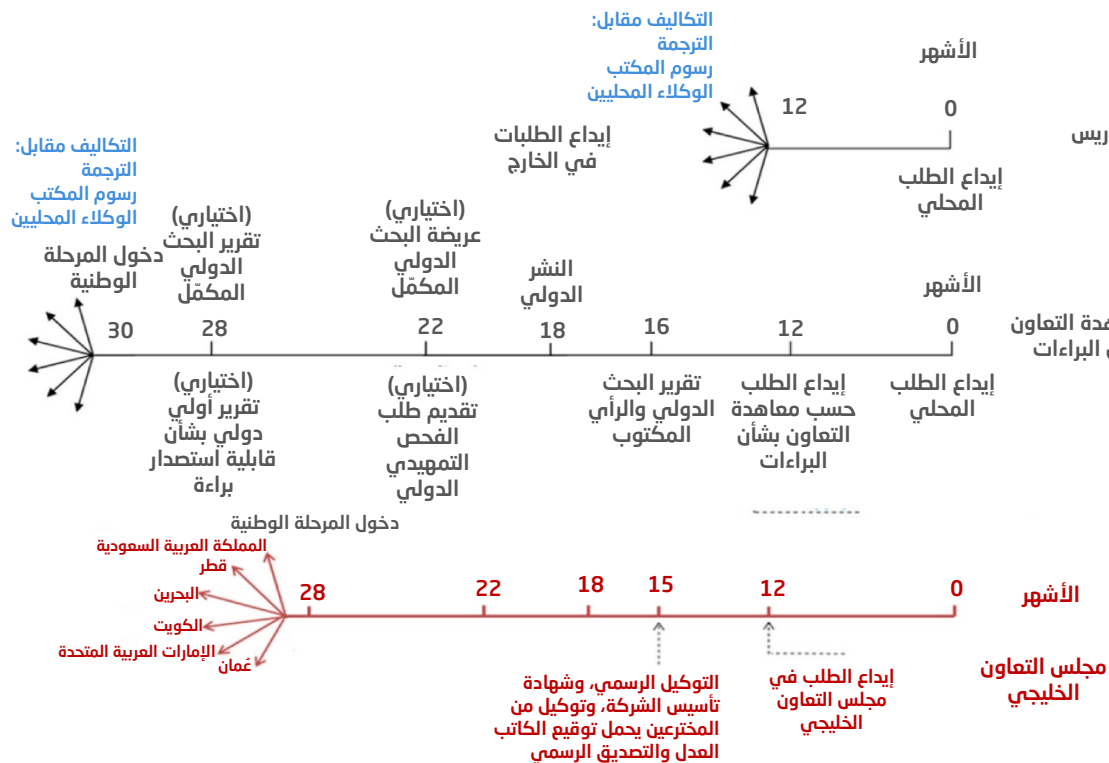 الأشهر
0
12
التكاليف مقابل:
الترجمة
رسوم المكتب
الوكلاء المحليين
إيداع الطلبات
في الخارج
إيداع الطلب
المحلي
ريس
التكاليف مقابل:
الترجمة
رسوم المكتب
الوكلاء المحليين
الأشهر
0
12
16
18
22
28
30
النشر
الدولي
(اختياري)
عريضة البحث
الدولي
المكمّل
(اختياري)
تقرير البحث
الدولي
المكمّل
دخول المرحلة
الوطنية
هدة التعاون
ن البراءات
إيداع الطلب
المحلي
إيداع الطلب
حسب معاهدة
التعاون بشأن
البراءات
تقرير البحث
الدولي والرأي
المكتوب
(اختياري)
تقديم طلب
الفحص
التمهيدي
الدولي
(اختياري)
تقرير أولي
دولي بشأن
قابلية استصدار
براءة
دخول المرحلة الوطنية
الأشهر
0
12
15
18
22
28
المملكة العربية السعودية
قطر
البحرين
الكويت
الإمارات العربية المتحدة
عُمان
مجلس التعاون
الخليجي
إيداع الطلب في
مجلس التعاون
الخليجي
التوكيل الرسمي، وشهادة
تأسيس الشركة، وتوكيل من
المخترعين يحمل توقيع الكاتب
العدل والتصديق الرسمي